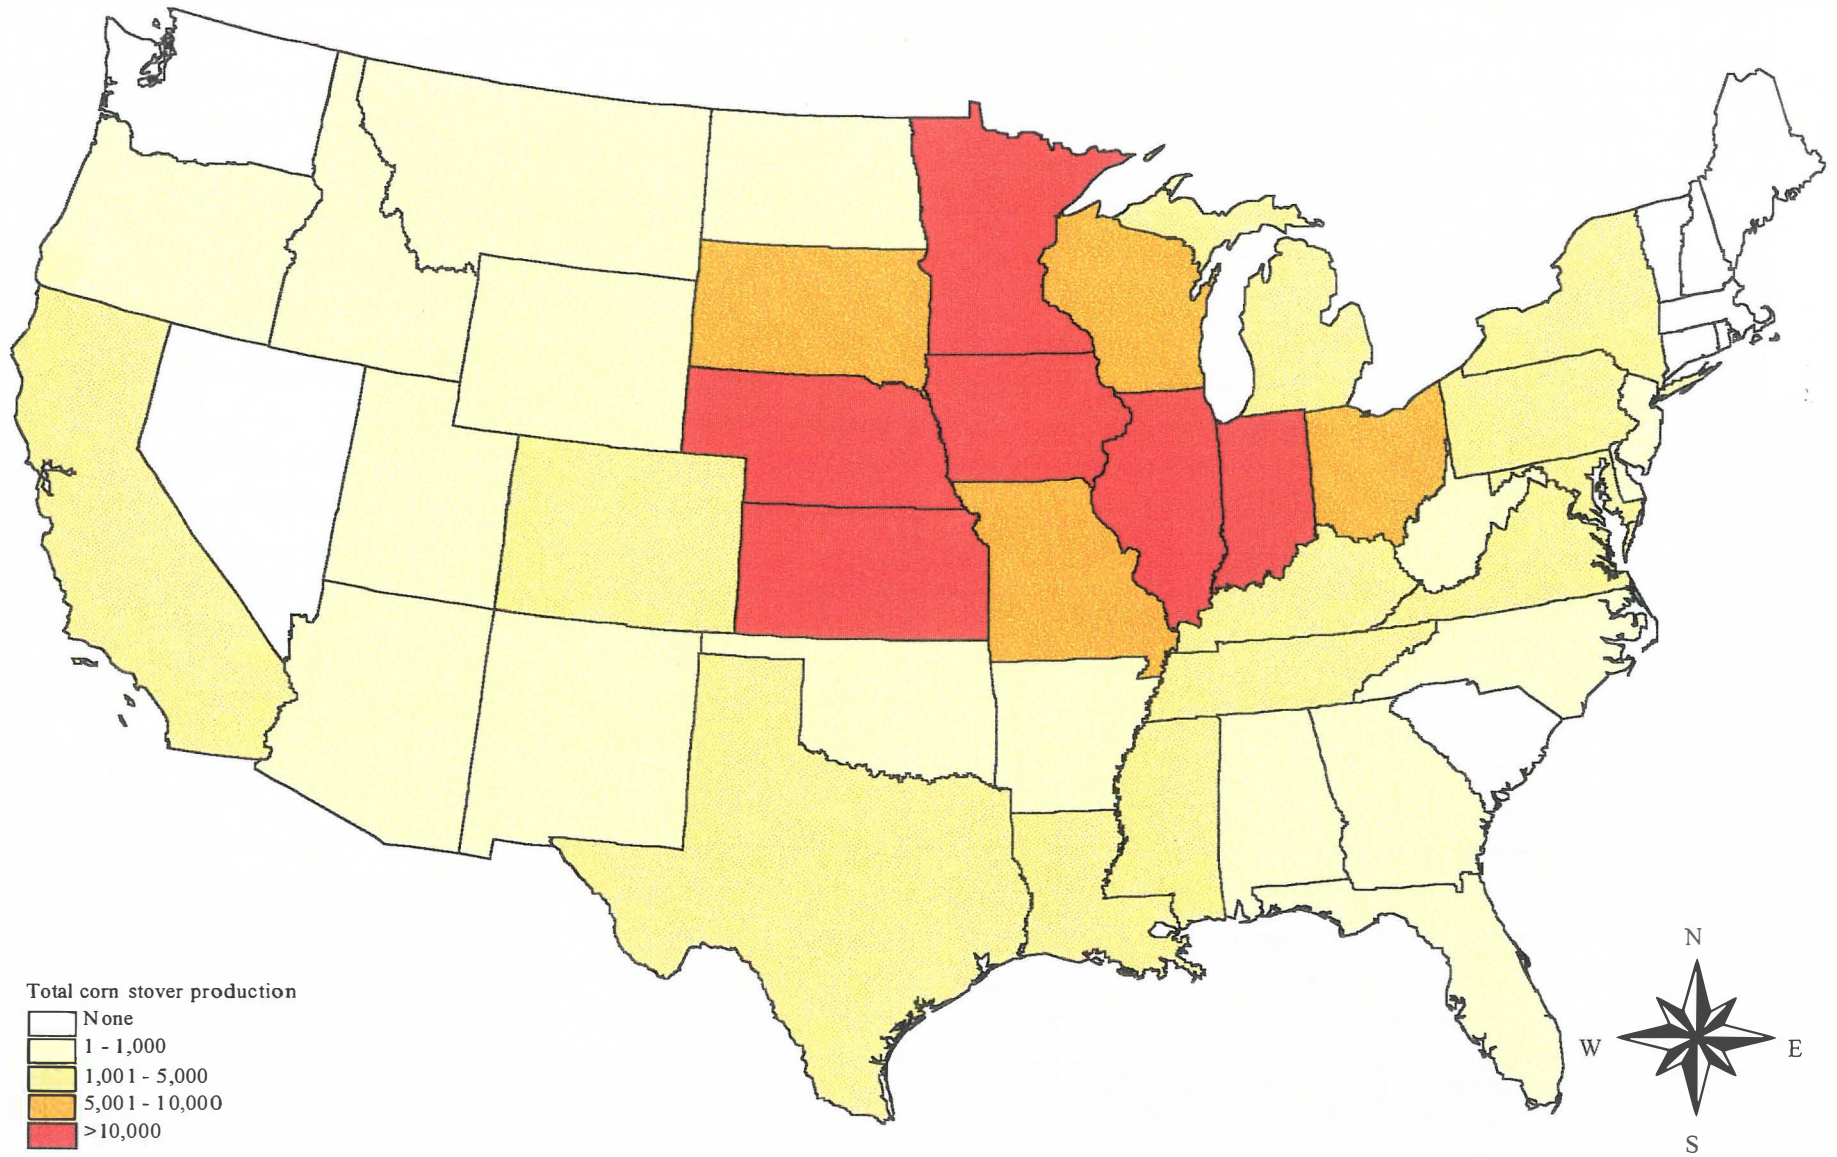 Total corn stover production
None
1 - 1,000
1,001 - 5,000
5,001 - 10,000
>10,000
N
W
E
S